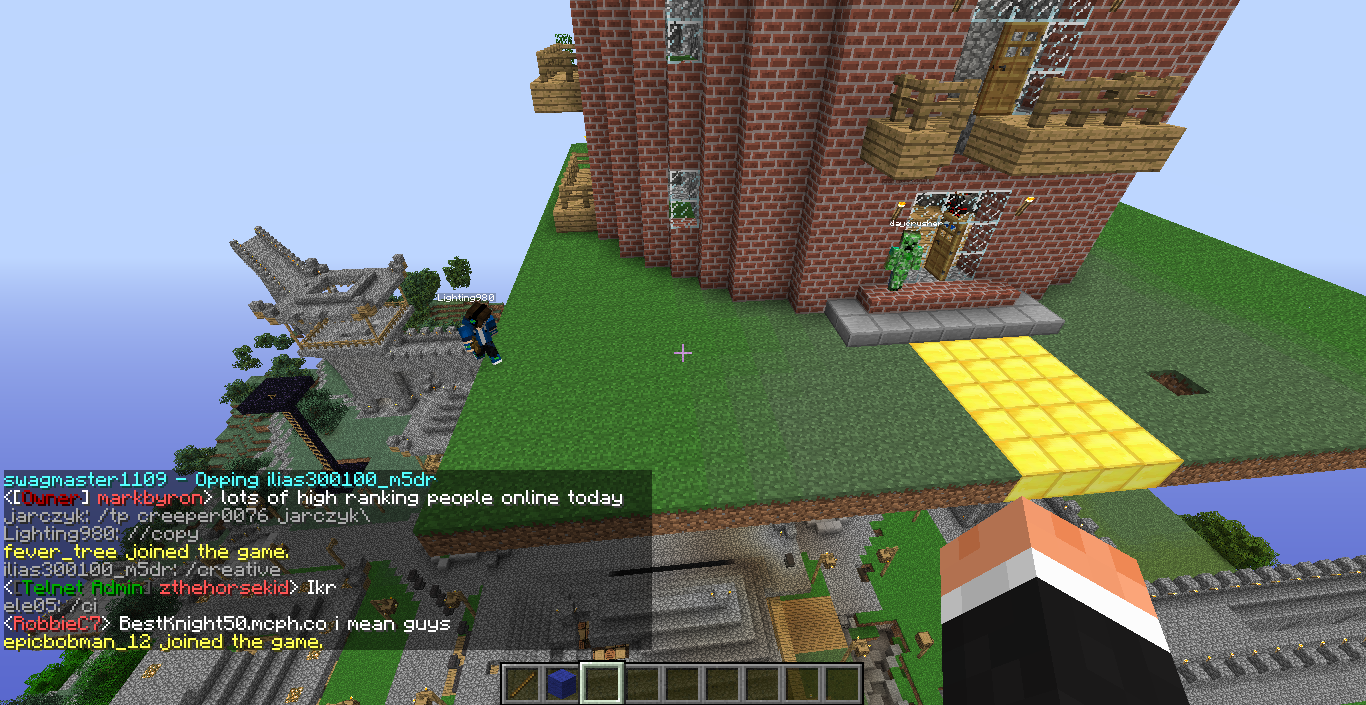 daycrusher
Lighting980
swagmaster1109 - Opping ilias300100_m5dr
<[Owner] markbyron> lots of high ranking people online today
jarczyk: /tp creeper0076 jarczyk\
Lighting980: //copy
fever_tree joined the game.
ilias300100_m5dr: /creative
<[Telnet Admin] zthehorsekid> Ikr
ele05: /ci
<RobbieC7> BestKnight50.mcph.co i mean guys
epicbobman_12 joined the game.